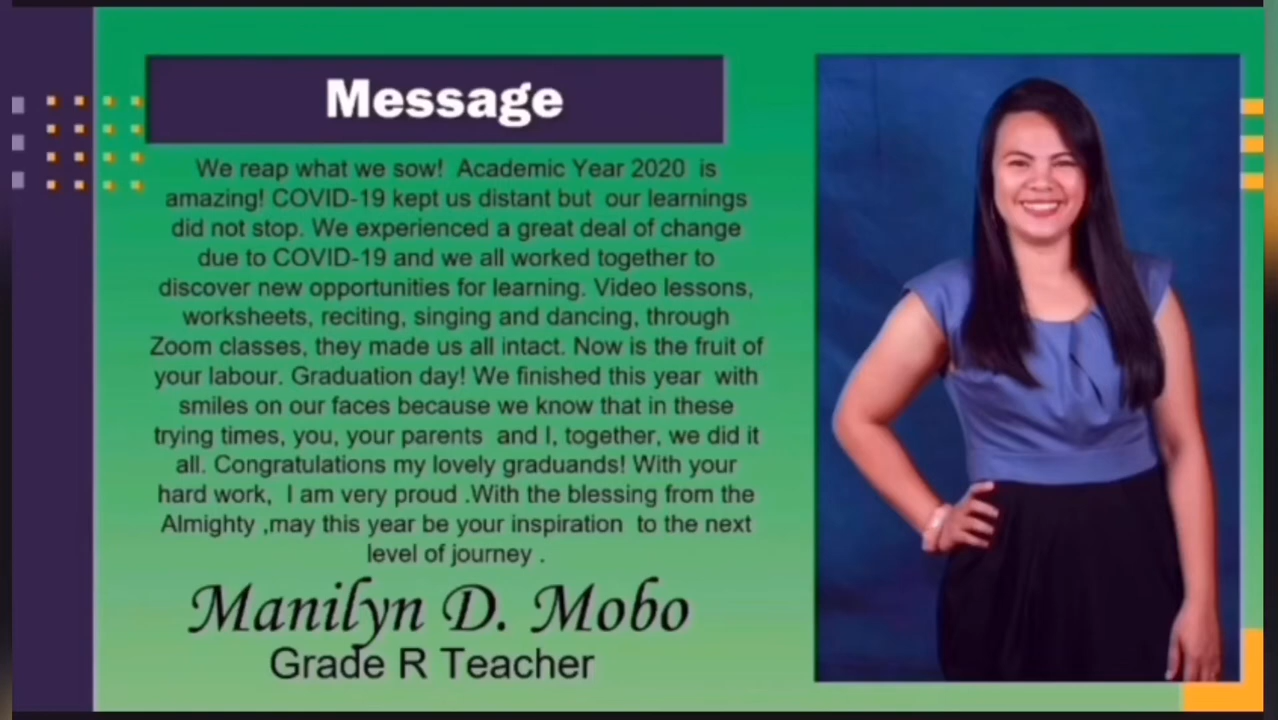 Message
We reap what we sow! Academic Year 2020 is
amazing! COVID-19 kept us distant but our learnings
did not stop. We experienced a great deal of change
due to COVID-19 and we all worked together to
discover new opportunities for learning. Video lessons,
worksheets, reciting, singing and dancing, through
Zoom classes, they made us all intact. Now is the fruit of
your labour. Graduation day! We finished this year with
smiles on our faces because we know that in these
trying times, you, your parents and I, together, we did it
all. Congratulations my lovely graduands! With your
hard work, I am very proud .With the blessing from the
Almighty ,may this year be your inspiration to the next
level of journey .
Manilyn D. Mobo
Grade R Teacher